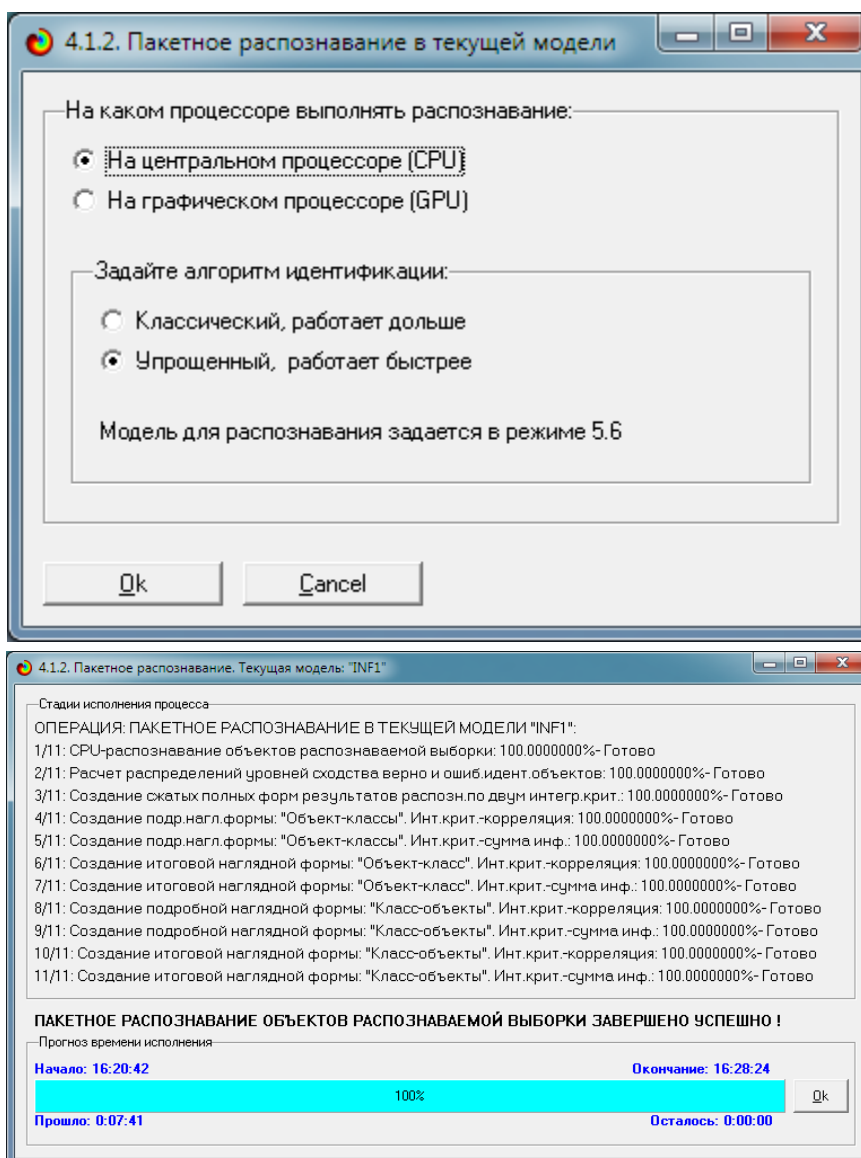 4.1.2. Пакетное распознавание в текущей модели
На каком процессоре выполнять распознавание:
На центральном процессоре (CPU)
На графическом процессоре (GPU)
Задайте алгоритм идентификации:
Классический, работает дольше
Упрощенный, работает быстрее
Модель для распознавания задается в режиме 5.6
Ok Cancel
4.1.2. Пакетное распознавание. Текущая модель: "INF1"
Стадии исполнения процесса
ОПЕРАЦИЯ: ПАКЕТНОЕ РАСПОЗНАВАНИЕ В ТЕКУЩЕЙ МОДЕЛИ "INF1":
1/11: CPU-распознавание объектов распознаваемой выборки: 100.0000000%- Готово
2/11: Расчет распределений уровней сходства верно и ошиб.идент.объектов: 100.0000000%- Готово
3/11: Создание сжатых полных форм результатов распозн.по двум интегр.крит.: 100.0000000%- Готово
4/11: Создание подр.нагл.формы: "Объект-классы". Инт.крит.-корреляция: 100.0000000%- Готово
5/11: Создание подр.нагл.формы: "Объект-классы". Инт.крит.-сумма инф.: 100.0000000%- Готово
6/11: Создание итоговой наглядной формы: "Объект-класс". Инт.крит.-корреляция: 100.0000000%- Готово
7/11: Создание итоговой наглядной формы: "Объект-класс". Инт.крит.-сумма инф.: 100.0000000%- Готово
8/11: Создание подробной наглядной формы: "Класс-объекты". Инт.крит.-корреляция: 100.0000000%- Готово
9/11: Создание подробной наглядной формы: "Класс-объекты". Инт.крит.-сумма инф.: 100.0000000%- Готово
10/11: Создание итоговой наглядной формы: "Класс-объекты". Инт.крит.-корреляция: 100.0000000%- Готово
11/11: Создание итоговой наглядной формы: "Класс-объекты". Инт.крит.-сумма инф.: 100.0000000%- Готово
ПАКЕТНОЕ РАСПОЗНАВАНИЕ ОБЪЕКТОВ РАСПОЗНАВАЕМОЙ ВЫБОРКИ ЗАВЕРШЕНО УСПЕШНО !
Прогноз времени исполнения
Начало: 16:20:42 Окончание: 16:28:24
100% Ok
Прошло: 0:07:41 Осталось: 0:00:00